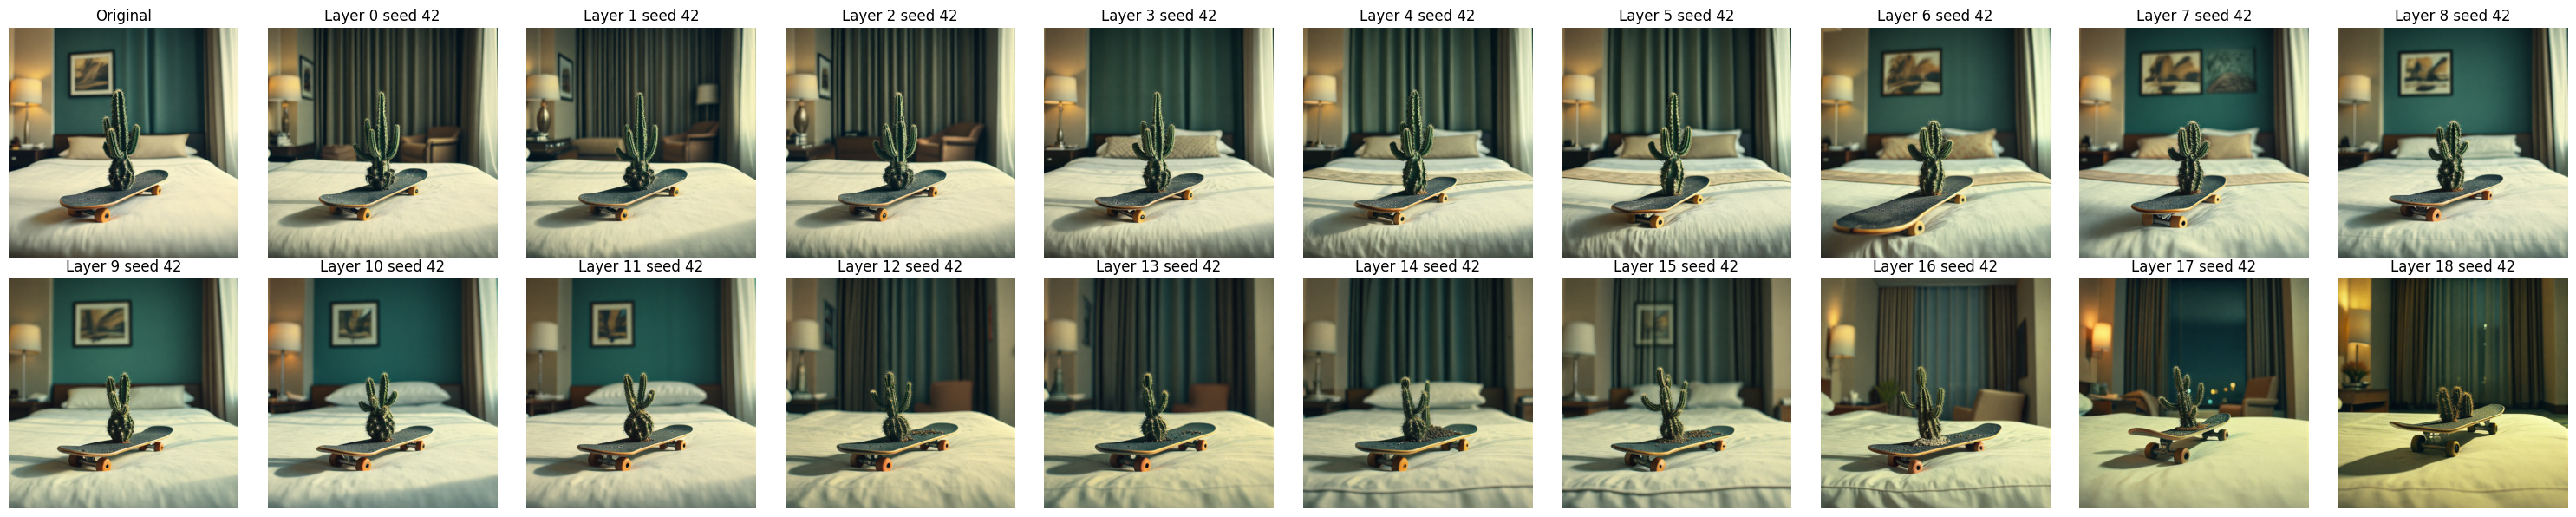 Original
Layer 0 seed 42
Layer 1 seed 42
Layer 2 seed 42
Layer 3 seed 42
Layer 4 seed 42
Layer 5 seed 42
Layer 6 seed 42
Layer 7 seed 42
Layer 8 seed 42
Layer 9 seed 42
Layer 10 seed 42
Layer 11 seed 42
Layer 12 seed 42
Layer 13 seed 42
Layer 14 seed 42
Layer 15 seed 42
Layer 16 seed 42
Layer 17 seed 42
Layer 18 seed 42